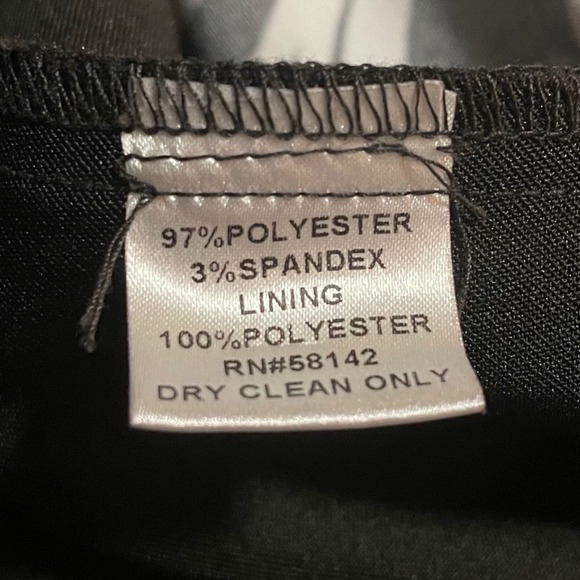 97%POLYESTER
3%SPANDEX
LINING
100%POLYESTER
RN#58142
DRY CLEAN ONLY